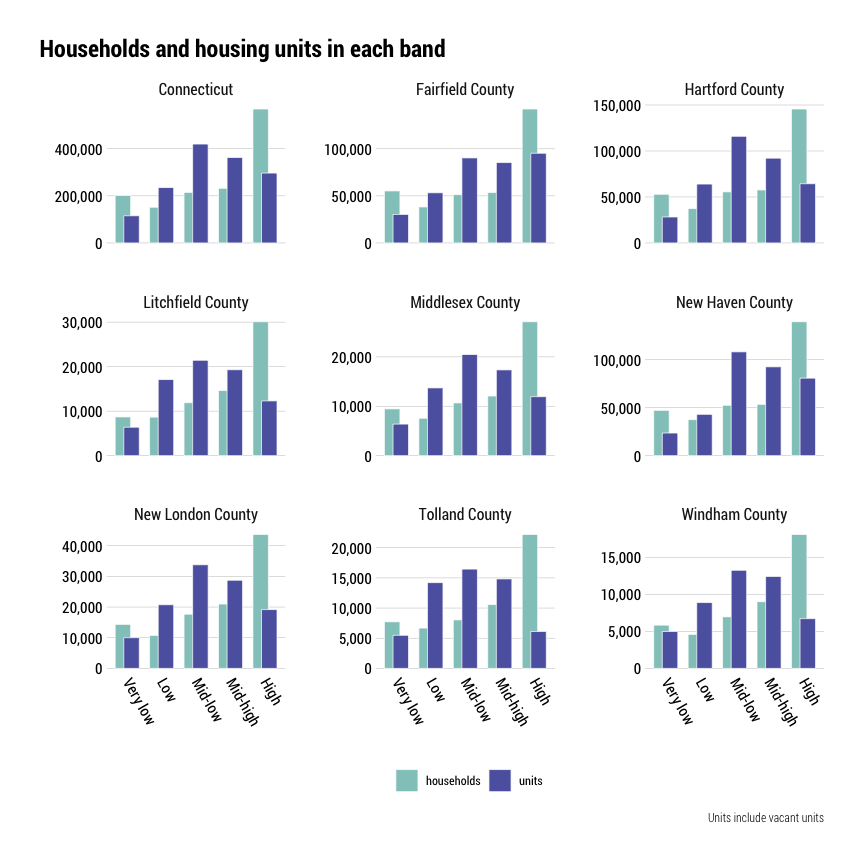 Households and housing units in each band
Connecticut
Fairfield County
Hartford County
400,000
200,000
0
100,000
50,000
0
150,000
100,000
50,000
0
Litchfield County
Middlesex County
New Haven County
30,000
20,000
10,000
0
20,000
10,000
0
100,000
50,000
0
New London County
Tolland County
Windham County
40,000
30,000
20,000
10,000
0
20,000
15,000
10,000
5,000
0
15,000
10,000
5,000
0
Very low
Low
Mid-low
Mid-high
High
Very low
Low
Mid-low
Mid-high
High
Very low
Low
Mid-low
Mid-high
High
households
units
Units include vacant units